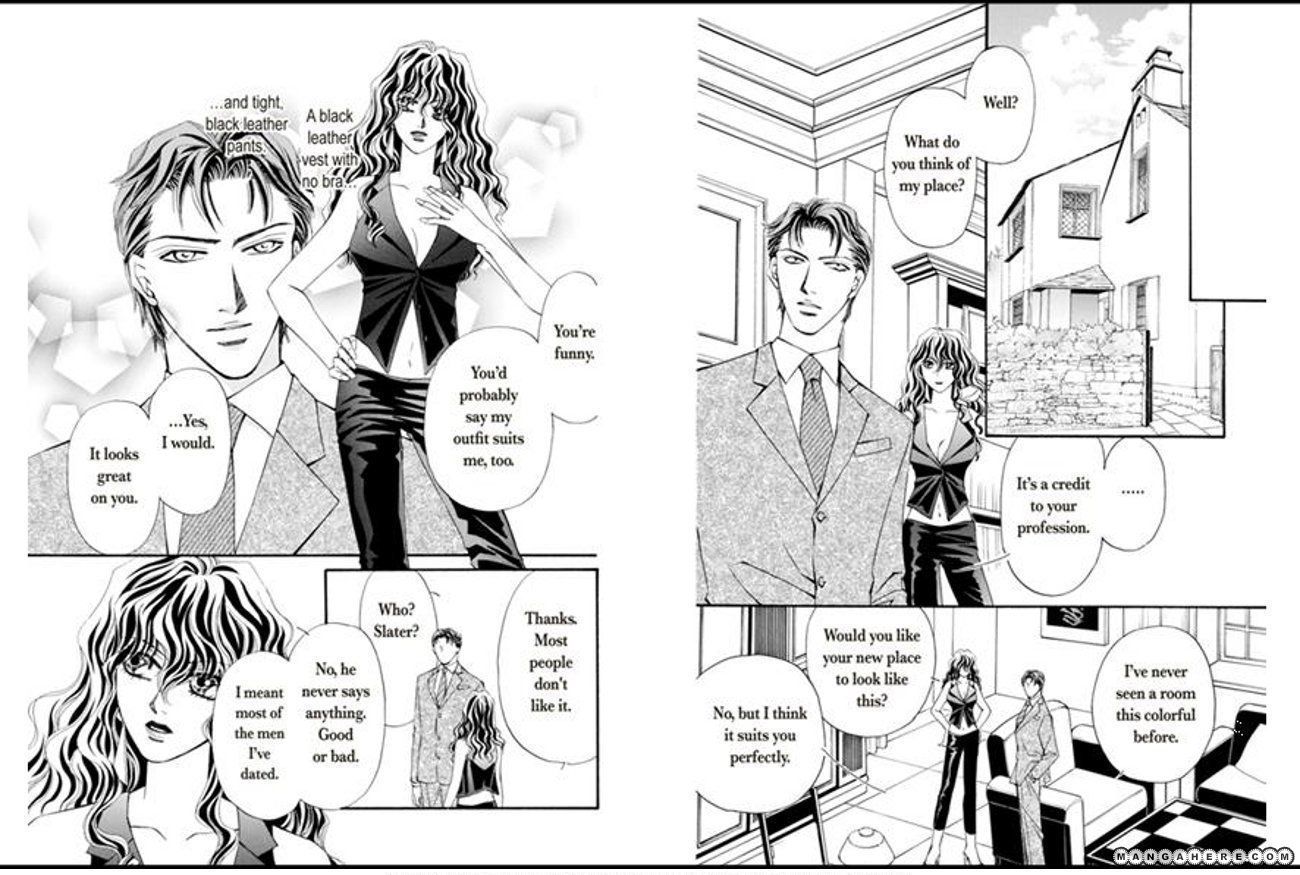 Well?
What do
you think of
my place?
.....
It's a credit
to your
profession.
I've never
seen a room
this colorful
before.
Would you like
your new place
to look like
this?
No, but I think
it suits you
perfectly.
You're
funny.
You'd
probably
say my
outfit suits
me, too.
A black
leather
vest with
no bra...
...and tight,
black leather
pants.
...Yes,
I would.
It looks
great
on you.
Thanks.
Most
people
don't
like it.
Who?
Slater?
No, he
never says
anything.
Good
or bad.
I meant
most of
the men
I've
dated.
MANGAHERE.COM